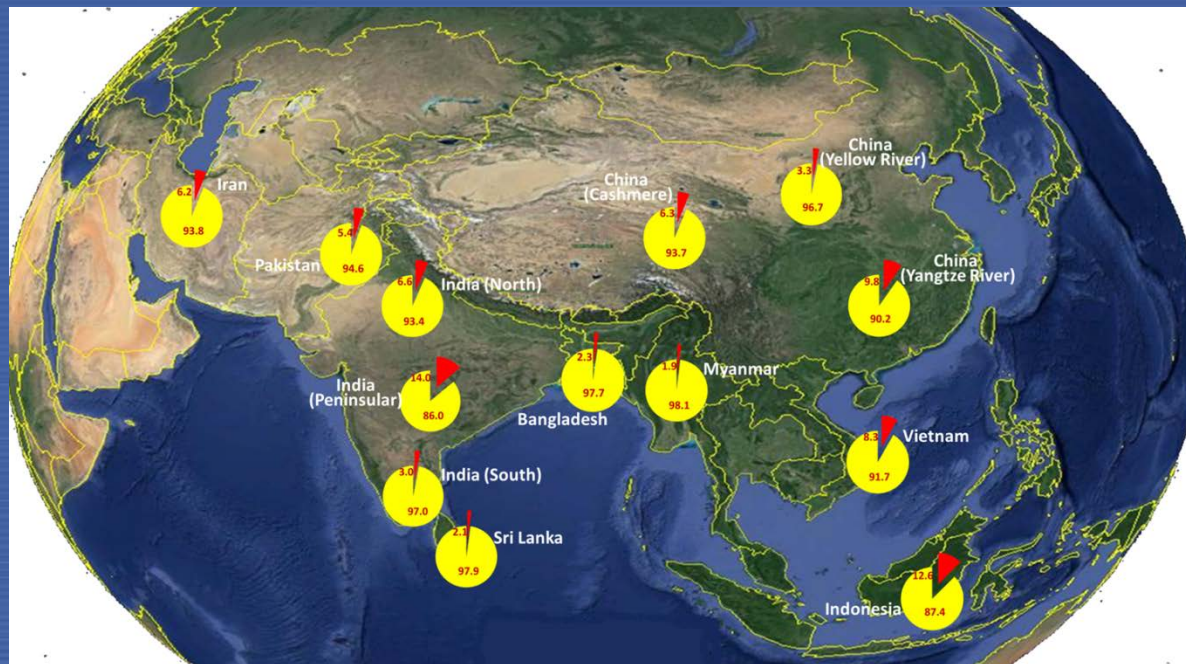 China
(Yellow River)
3.3
96.7
China
(Cashmere)
6.3
93.7
Iran
6.2
93.8
5.4
Pakistan
94.6
India (North)
6.6
93.4
China
(Yangtze River)
9.8
90.2
India
(Peninsular)
14.0
86.0
2.3
97.7
Bangladesh
1.9
Myanmar
98.1
8.3
Vietnam
91.7
India (South)
3.0
97.0
Sri Lanka
2.1
97.9
12.6
Indonesia
87.4